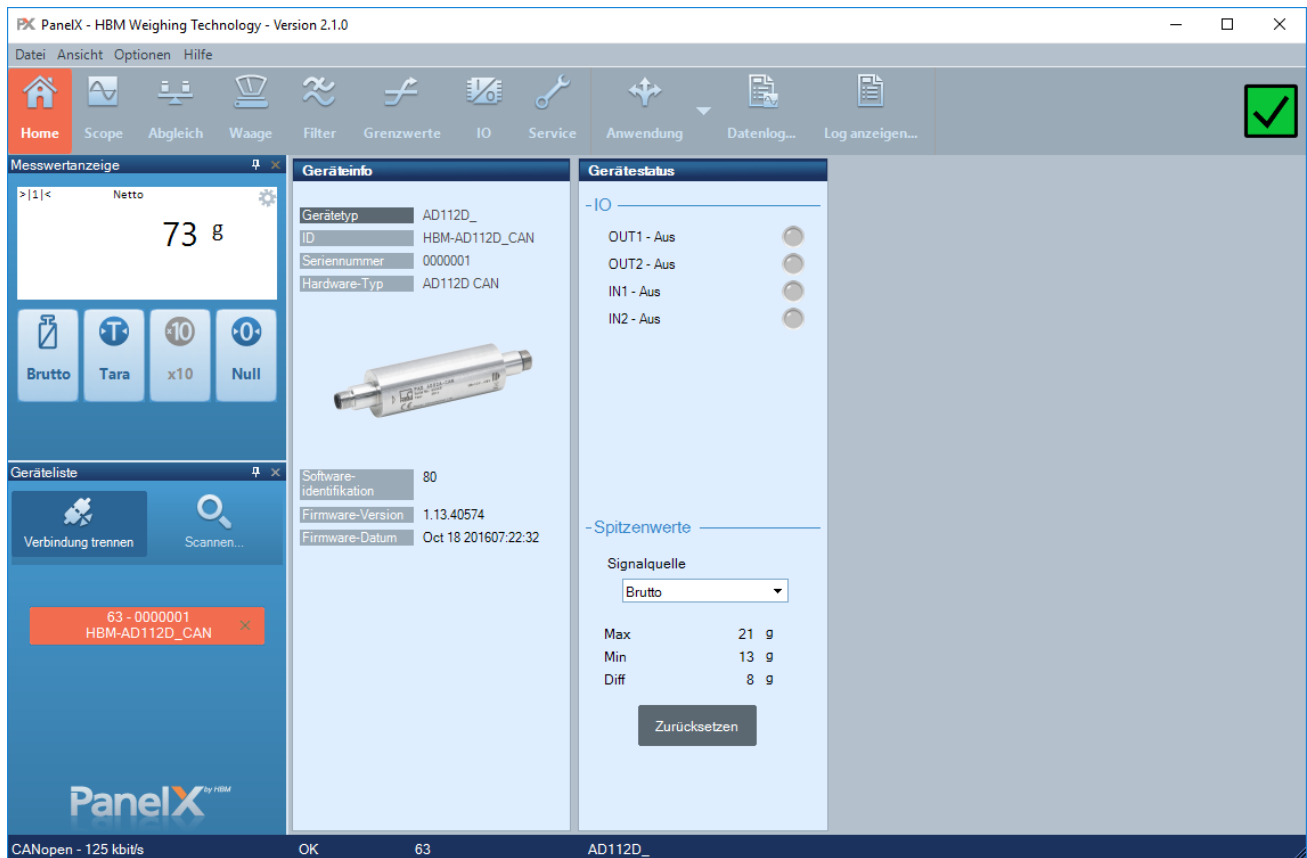 PanelX - HBM Weighing Technology - Version 2.1.0
Datei Ansicht Optionen Hilfe
Home Scope Abgleich Waage Filter Grenzwerte IO Service Anwendung Datenlog... Log anzeigen...
Messwertanzeige
>|1|< Netto
73 g
Brutto Tara x10 Null
Geräteliste
Verbindung trennen Scannen...
63 - 0000001
HBM-AD112D_CAN
PanelX by HBM
Geräteinfo
Gerätetyp AD112D_
ID HBM-AD112D_CAN
Seriennummer 0000001
Hardware-Typ AD112D CAN
Software-
identifikation 80
Firmware-Version 1.13.40574
Firmware-Datum Oct 18 201607:22:32
Gerätestatus
IO
OUT1 - Aus
OUT2 - Aus
IN1 - Aus
IN2 - Aus
Spitzenwerte
Signalquelle
Brutto
Max 21 g
Min 13 g
Diff 8 g
Zurücksetzen
CANopen - 125 kbit/s OK 63 AD112D_